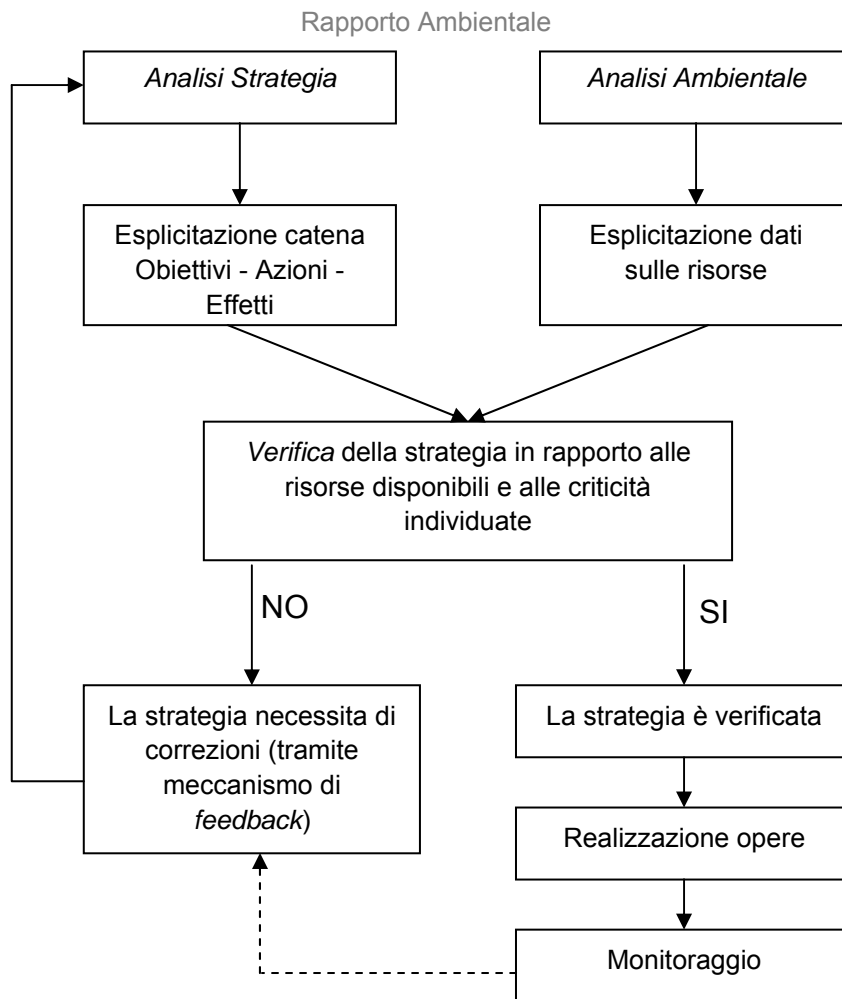 Rapporto Ambientale
Analisi Strategia
Analisi Ambientale
Esplicitazione catena
Obiettivi - Azioni -
Effetti
Esplicitazione dati
sulle risorse
Verifica della strategia in rapporto alle
risorse disponibili e alle criticità
individuate
NO
SI
La strategia necessita di
correzioni (tramite
meccanismo di
feedback)
La strategia è verificata
Realizzazione opere
Monitoraggio